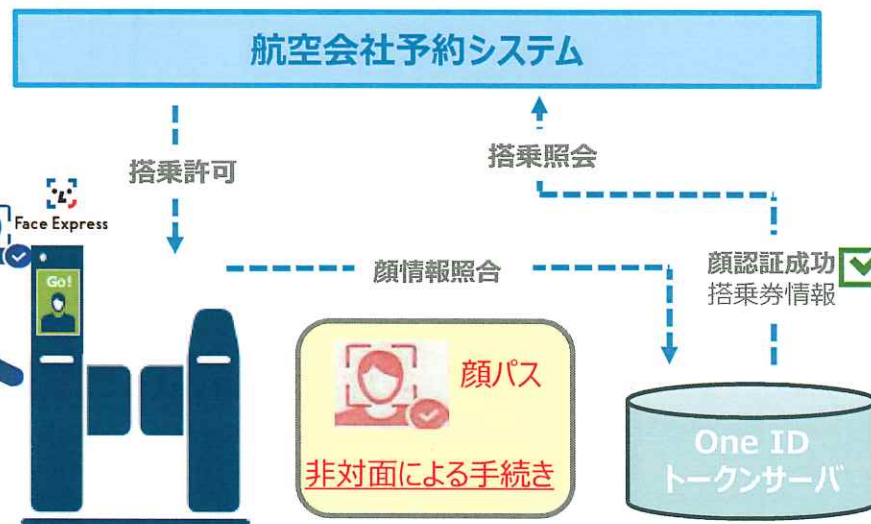 航空会社予約システム
搭乗許可
搭乗照会
Face Express
Go!
顔情報照合
顔認証成功
搭乗券情報
顔パス
非対面による手続き
One ID
トークンサーバ